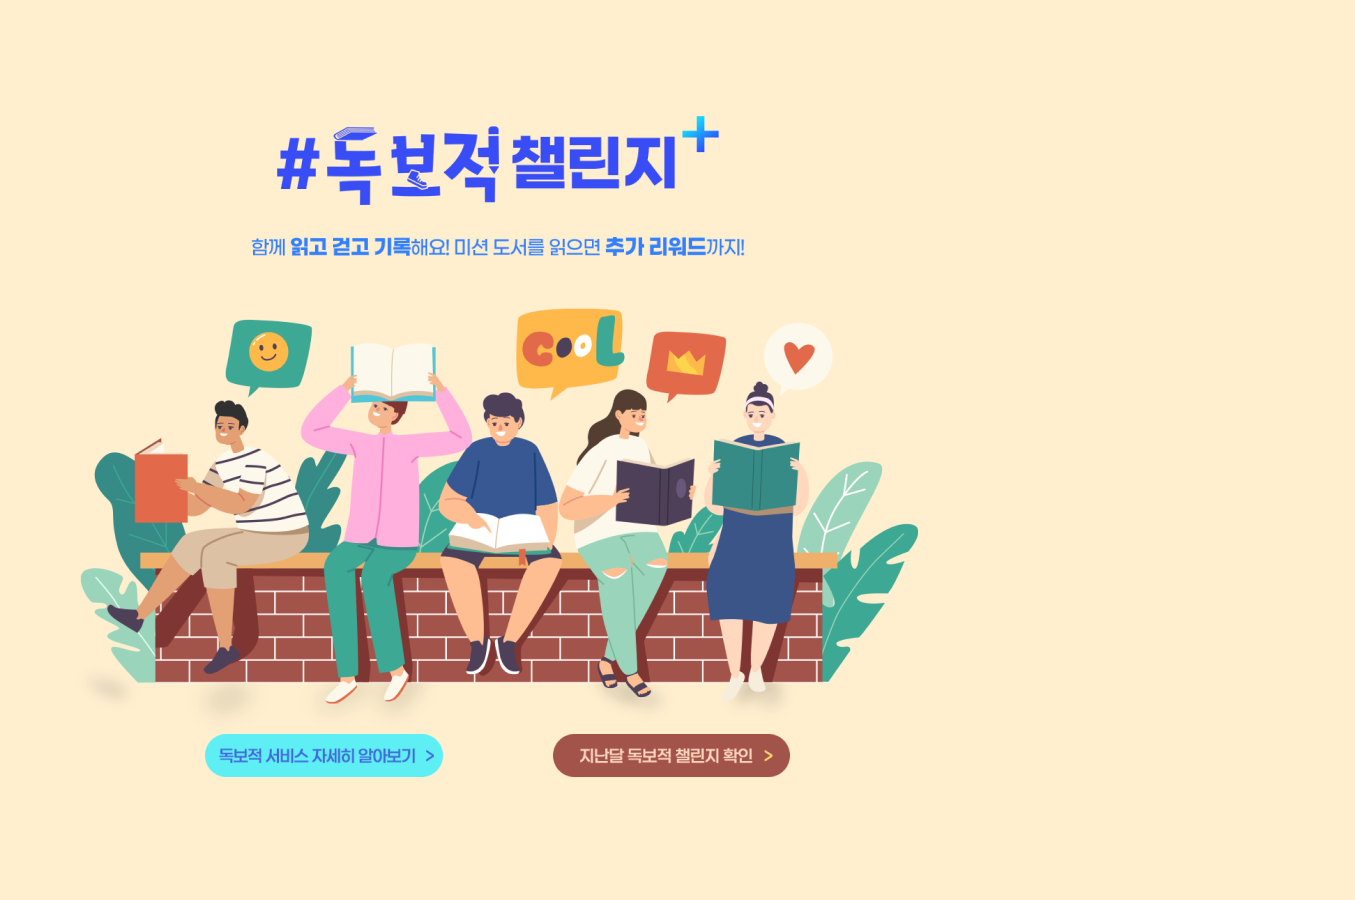 #독보적 챌린지+
함께 읽고 걷고 기록해요! 미션 도서를 읽으면 추가 리워드까지!
COOL
독보적 서비스 자세히 알아보기 >
지난달 독보적 챌린지 확인 >